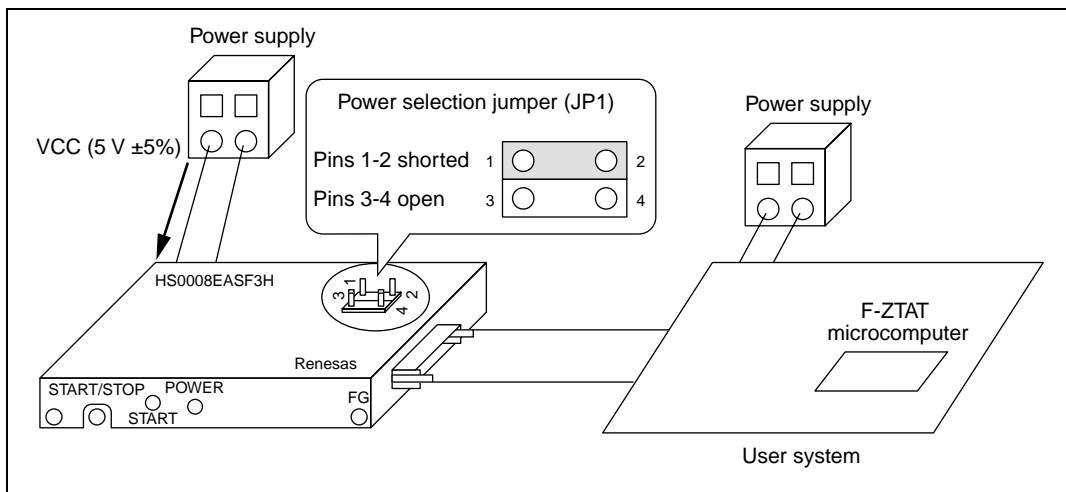 Power supply
Power selection jumper (JP1)
Power supply
VCC (5 V ±5%)
Pins 1-2 shorted
1
2
Pins 3-4 open
3
4
HS0008EASF3H
1
3
2
4
F-ZTAT
microcomputer
Renesas
START/STOP
POWER
FG
START
User system